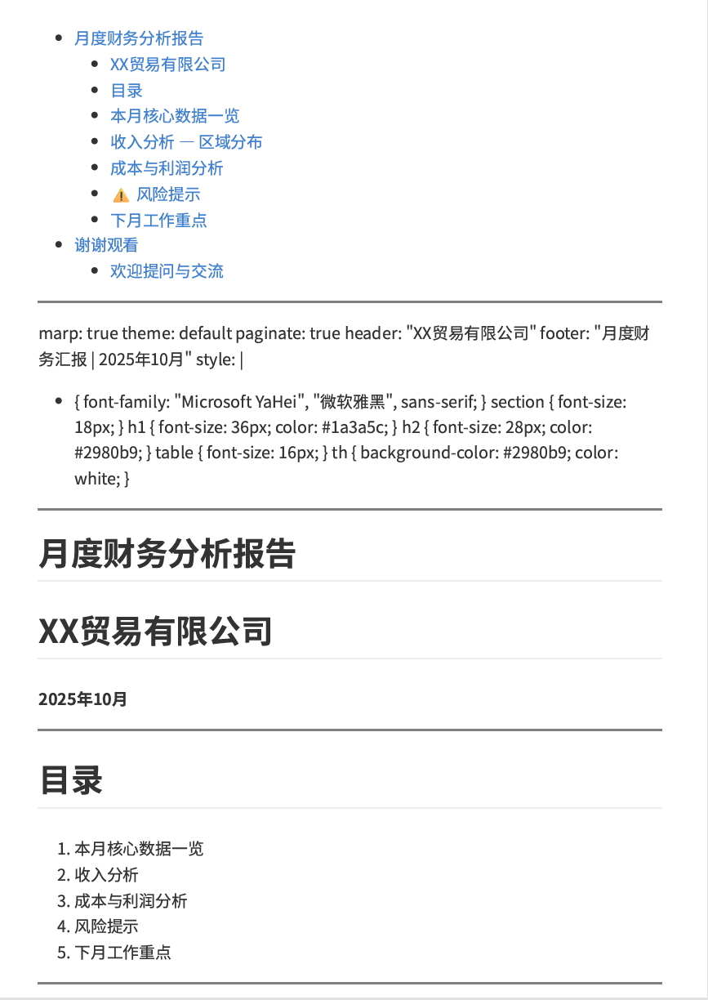 月度财务分析报告
XX贸易有限公司
目录
本月核心数据一览
收入分析 — 区域分布
成本与利润分析
⚠️ 风险提示
下月工作重点
谢谢观看
欢迎提问与交流
marp: true theme: default paginate: true header: "XX贸易有限公司" footer: "月度财
务汇报 | 2025年10月" style: |
{ font-family: "Microsoft YaHei", "微软雅黑", sans-serif; } section { font-size:
18px; } h1 { font-size: 36px; color: #1a3a5c; } h2 { font-size: 28px; color:
#2980b9; } table { font-size: 16px; } th { background-color: #2980b9; color:
white; }
月度财务分析报告
XX贸易有限公司
2025年10月
目录
1. 本月核心数据一览
2. 收入分析
3. 成本与利润分析
4. 风险提示
5. 下月工作重点